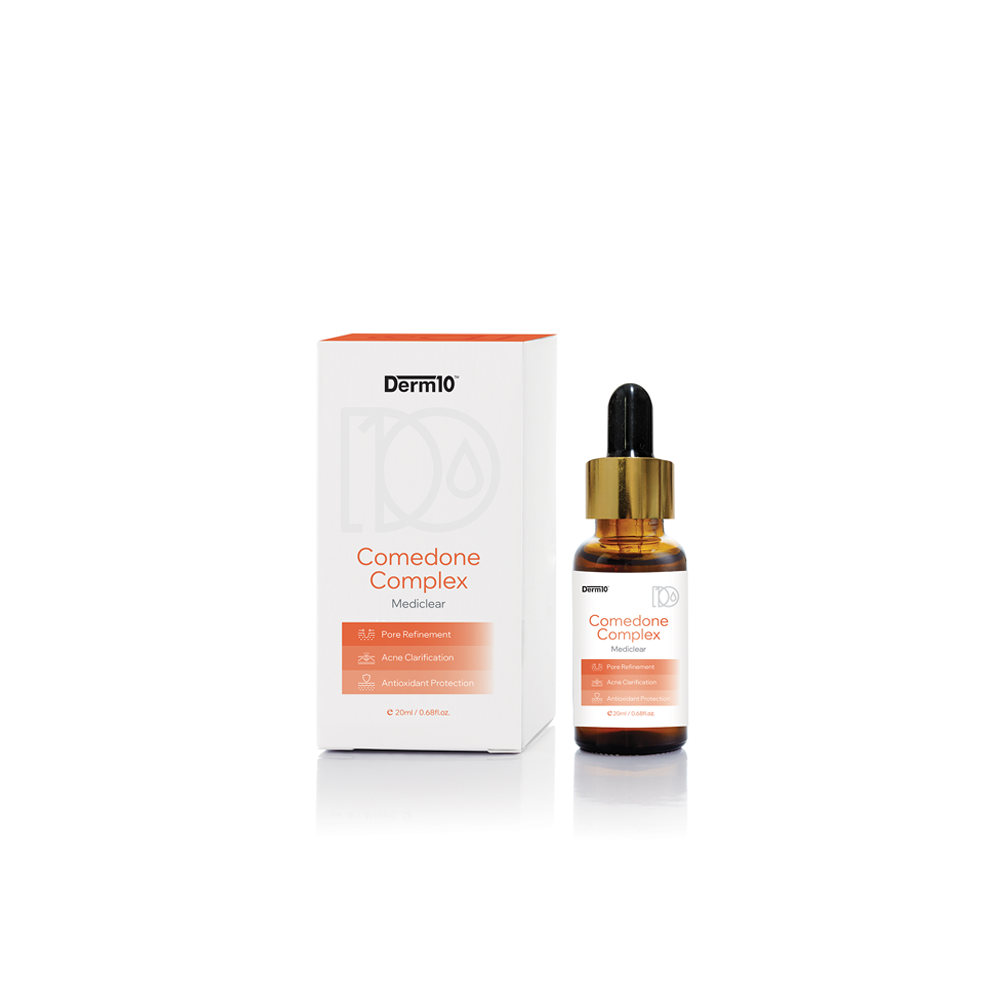 Derm10™
Comedone
Complex
Mediclear
Pore Refinement
Acne Clarification
Antioxidant Protection
℮ 20ml / 0.68fl.oz.
Derm10™
Comedone
Complex
Mediclear
Pore Refinement
Acne Clarification
Antioxidant Protection
℮ 20ml / 0.68fl.oz.